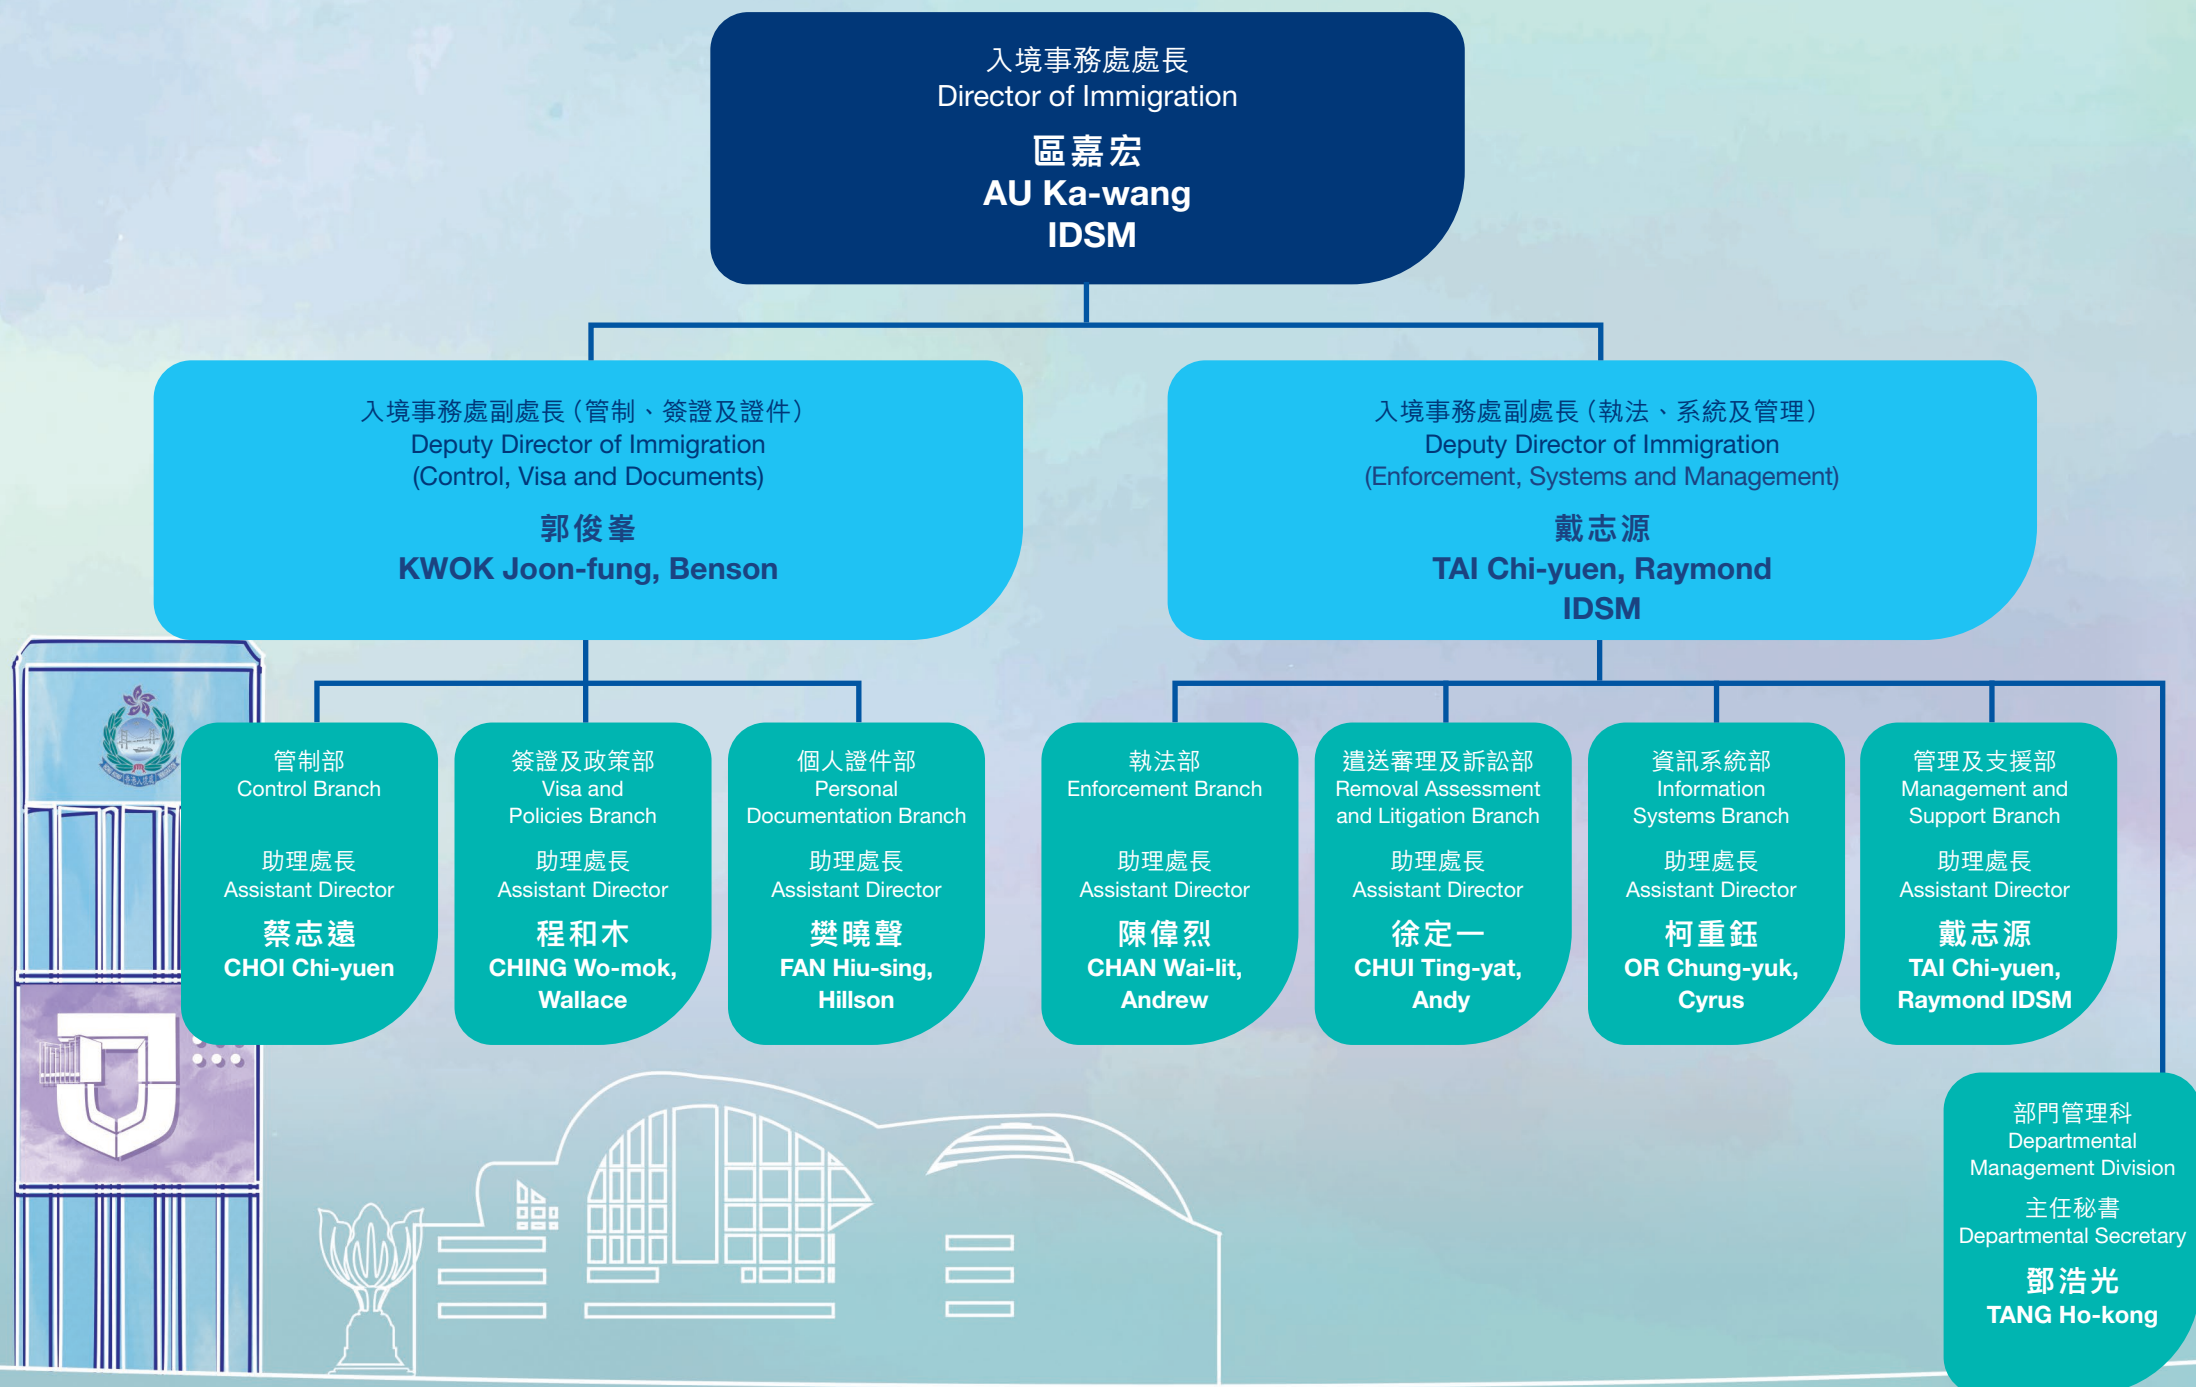 入境事務處處長
Director of Immigration
區嘉宏
AU Ka-wang
IDSM
入境事務處副處長（管制、簽證及證件）
Deputy Director of Immigration
(Control, Visa and Documents)
郭俊峯
KWOK Joon-fung, Benson
入境事務處副處長（執法、系統及管理）
Deputy Director of Immigration
(Enforcement, Systems and Management)
戴志源
TAI Chi-yuen, Raymond
IDSM
管制部
Control Branch
助理處長
Assistant Director
蔡志遠
CHOI Chi-yuen
簽證及政策部
Visa and
Policies Branch
助理處長
Assistant Director
程和木
CHING Wo-mok,
Wallace
個人證件部
Personal
Documentation Branch
助理處長
Assistant Director
樊曉聲
FAN Hiu-sing,
Hillson
執法部
Enforcement Branch
助理處長
Assistant Director
陳偉烈
CHAN Wai-lit,
Andrew
遣送審理及訴訟部
Removal Assessment
and Litigation Branch
助理處長
Assistant Director
徐定一
CHUI Ting-yat,
Andy
資訊系統部
Information
Systems Branch
助理處長
Assistant Director
柯重鈺
OR Chung-yuk,
Cyrus
管理及支援部
Management and
Support Branch
助理處長
Assistant Director
戴志源
TAI Chi-yuen,
Raymond IDSM
部門管理科
Departmental
Management Division
主任秘書
Departmental Secretary
鄧浩光
TANG Ho-kong